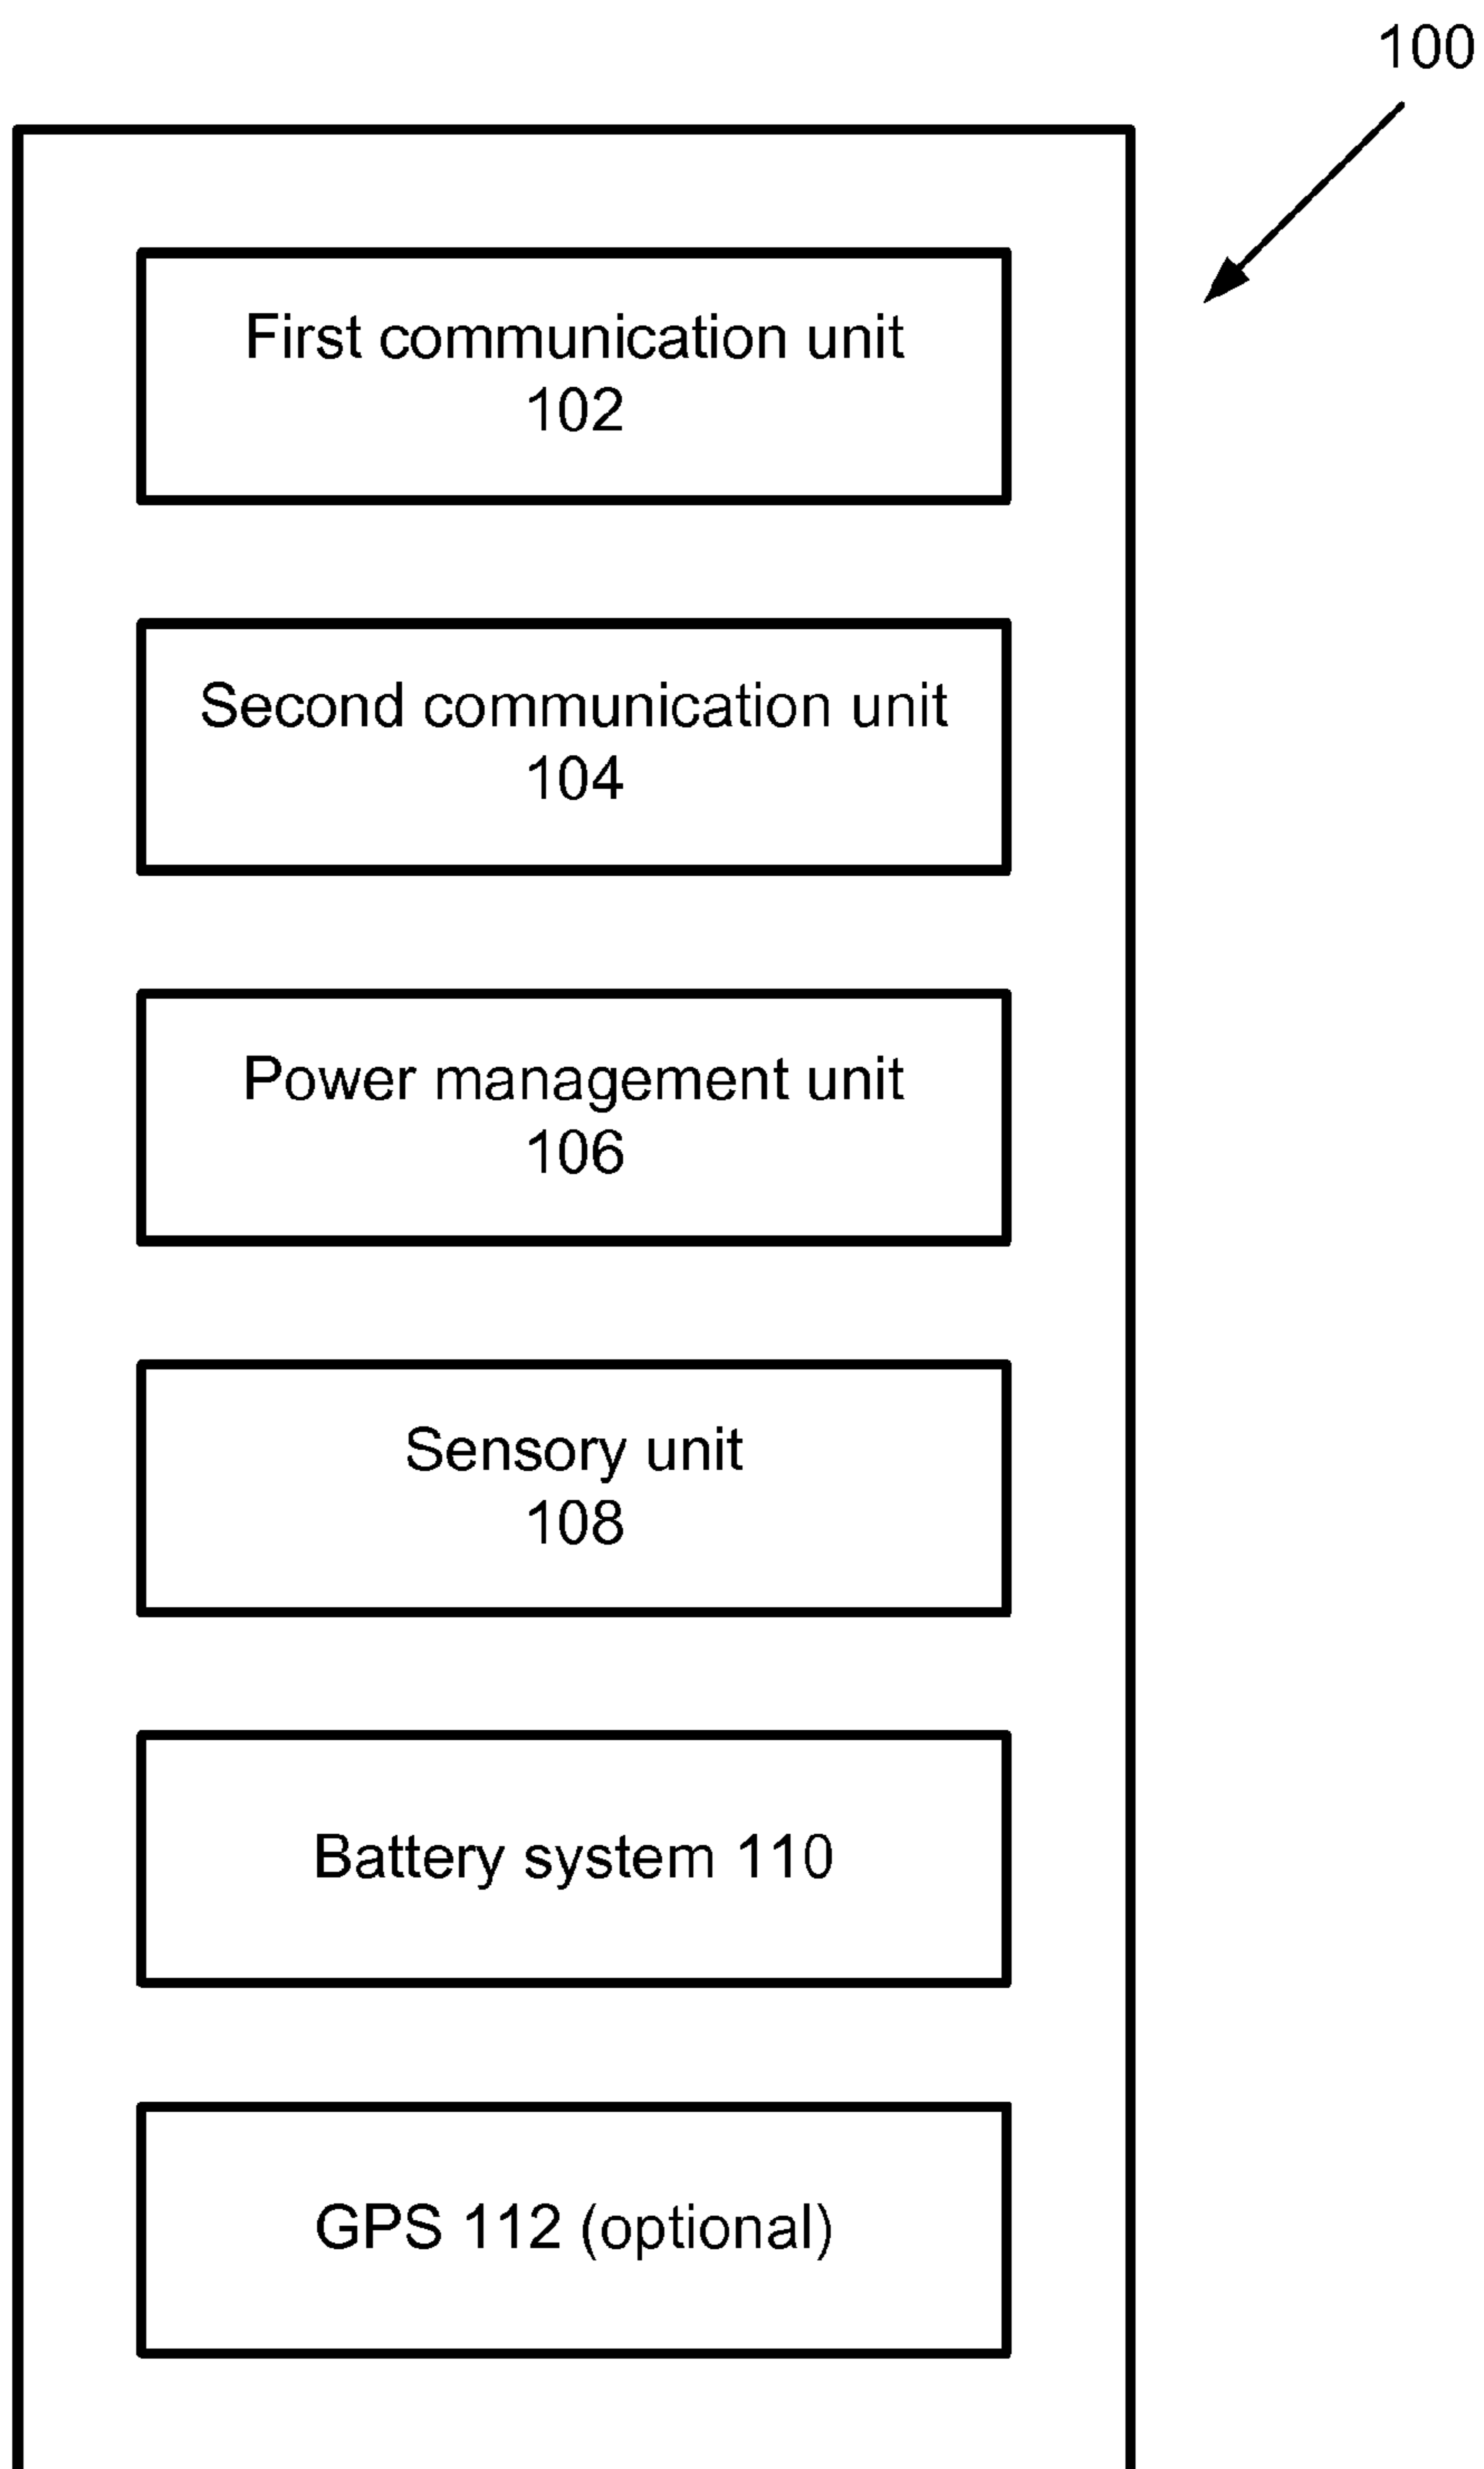 100
First communication unit
102
Second communication unit
104
Power management unit
106
Sensory unit
108
Battery system 110
GPS 112 (optional)